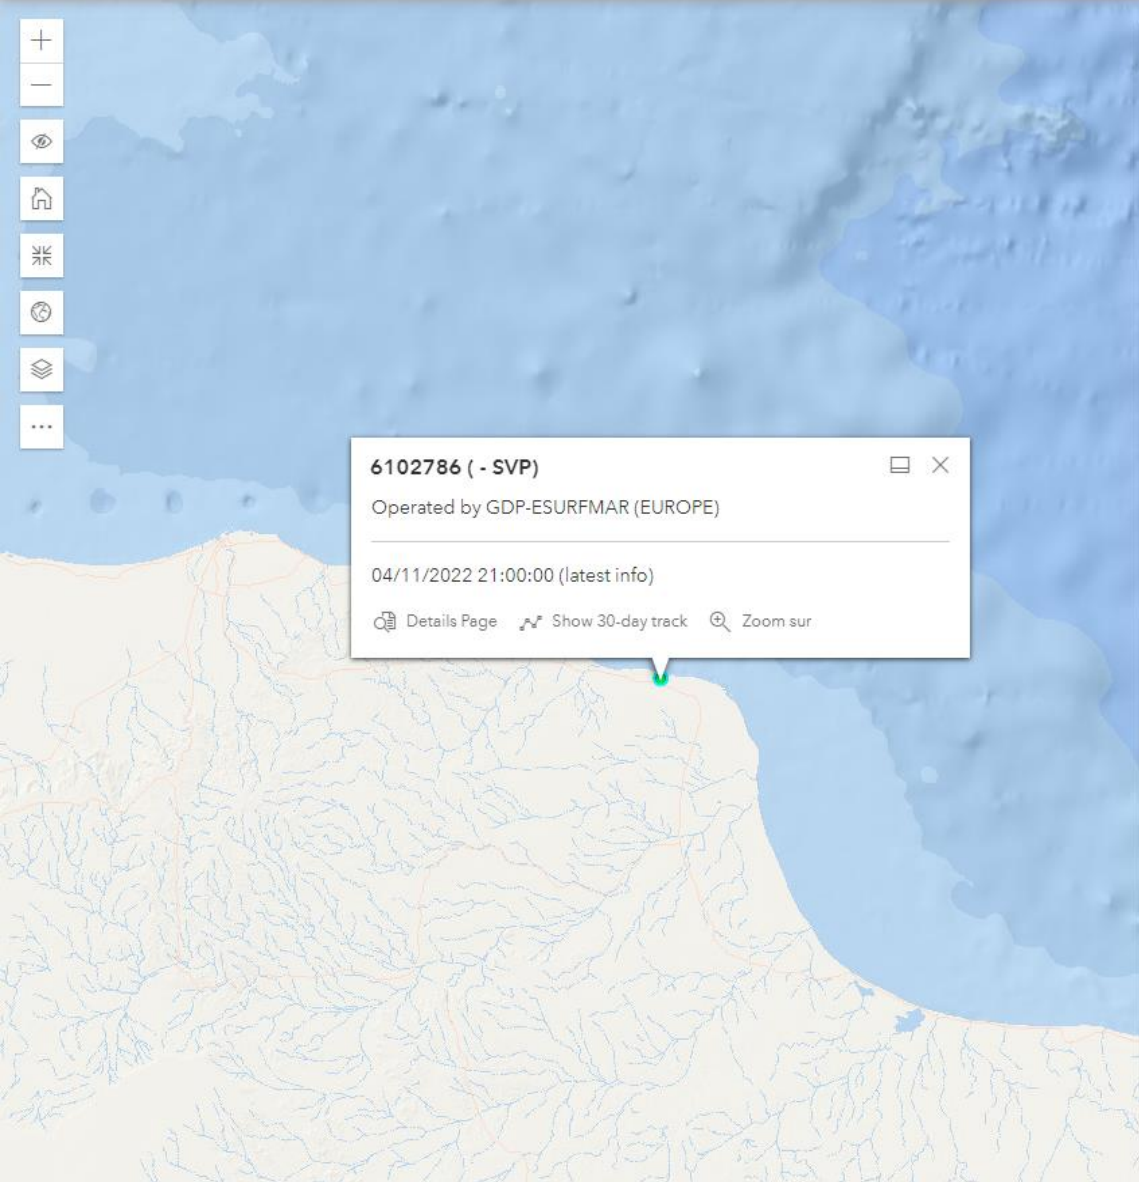 6102786 ( - SVP)
Operated by GDP-ESURFMAR (EUROPE)
04/11/2022 21:00:00 (latest info)
Details Page Show 30-day track Zoom sur